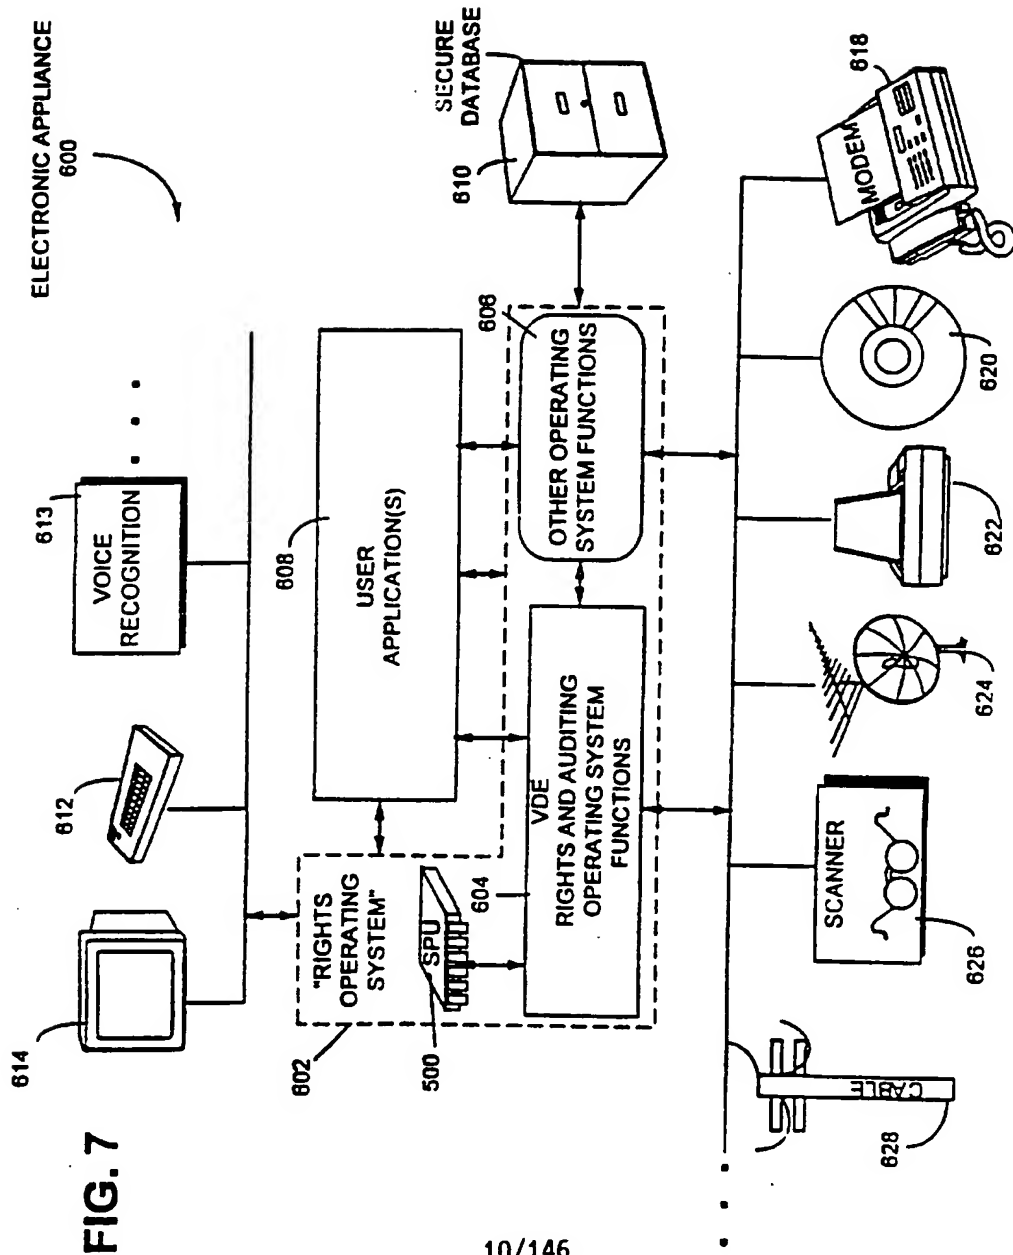 FIG. 7
ELECTRONIC APPLIANCE
600
614
612
613
VOICE
RECOGNITION
602
"RIGHTS
OPERATING
SYSTEM"
608
USER
APPLICATION(S)
500
SPU
604
VDE
RIGHTS AND AUDITING
OPERATING SYSTEM
FUNCTIONS
606
OTHER OPERATING
SYSTEM FUNCTIONS
610
SECURE
DATABASE
628
CABLE
SCANNER
626
624
622
620
MODEM
618
10/146